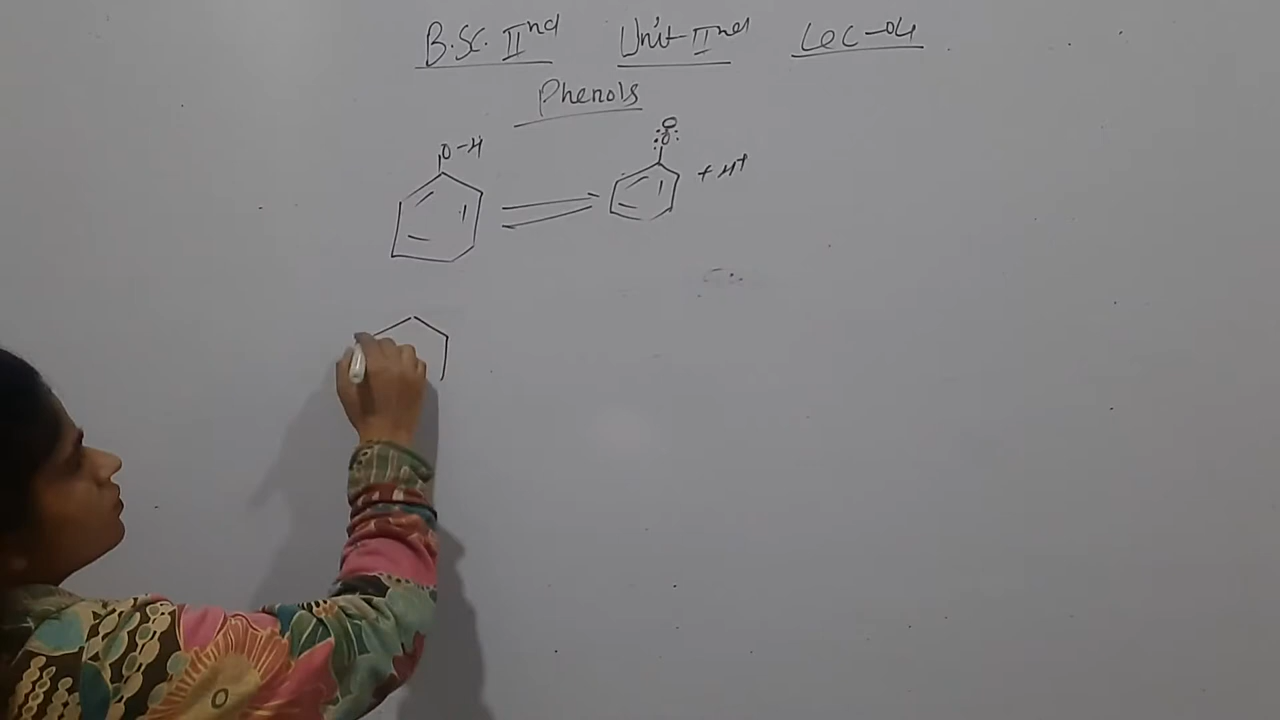 B.SC. IInd Unit-IInd Lec-04
Phenols
O-H
:Ö: + H+